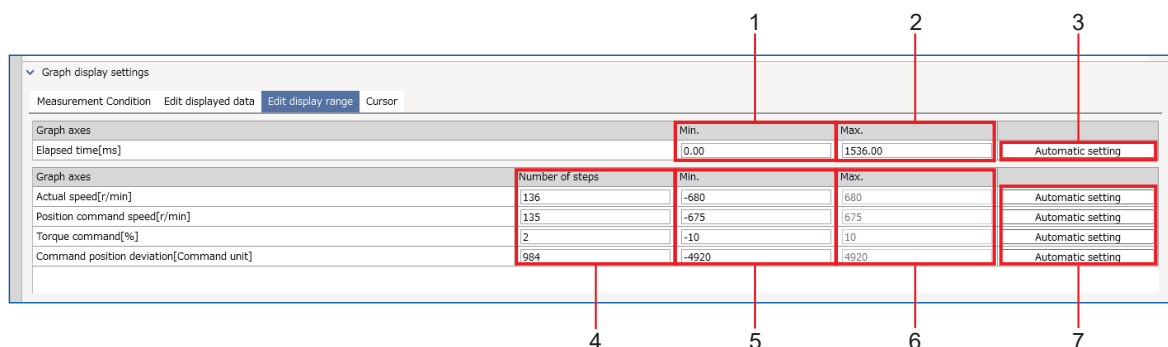 1 2 3
Graph display settings
Measurement Condition Edit displayed data Edit display range Cursor
Graph axes Min. Max.
Elapsed time[ms] 0.00 1536.00 Automatic setting
Graph axes Number of steps Min. Max.
Actual speed[r/min] 136 -680 680 Automatic setting
Position command speed[r/min] 135 -675 675 Automatic setting
Torque command[%] 2 -10 10 Automatic setting
Command position deviation[Command unit] 984 -4920 4920 Automatic setting
4 5 6 7